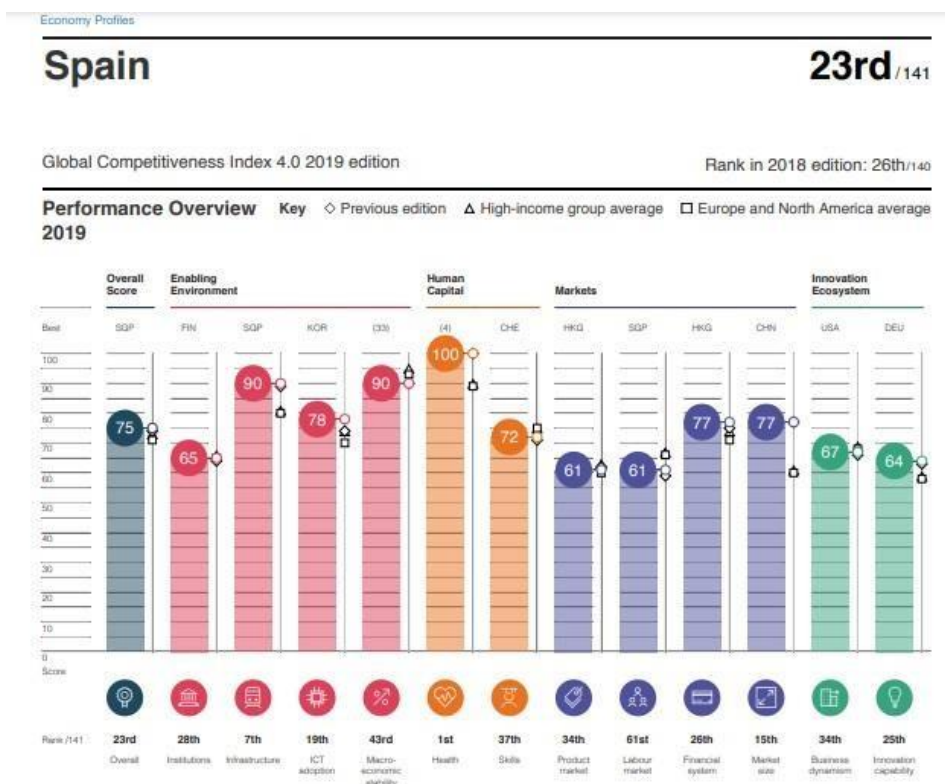 Economy Profiles
Spain
23rd /141
Global Competitiveness Index 4.0 2019 edition
Rank in 2018 edition: 26th/140
Performance Overview 2019
Key ◇ Previous edition △ High-income group average □ Europe and North America average
Overall Score
Enabling Environment
Human Capital
Markets
Innovation Ecosystem
Best SGP FIN SGP KOR (33) (4) CHE HKG SGP HKG CHN USA DEU
100
90
80
70
60
50
40
30
20
10
0
Score
75 65 90 78 90 100 72 61 61 77 77 67 64
Rank /141 23rd 28th 7th 19th 43rd 1st 37th 34th 61st 26th 15th 34th 25th
Overall Institutions Infrastructure ICT adoption Macro-economic stability Health Skills Product market Labour market Financial system Market size Business dynamism Innovation capability